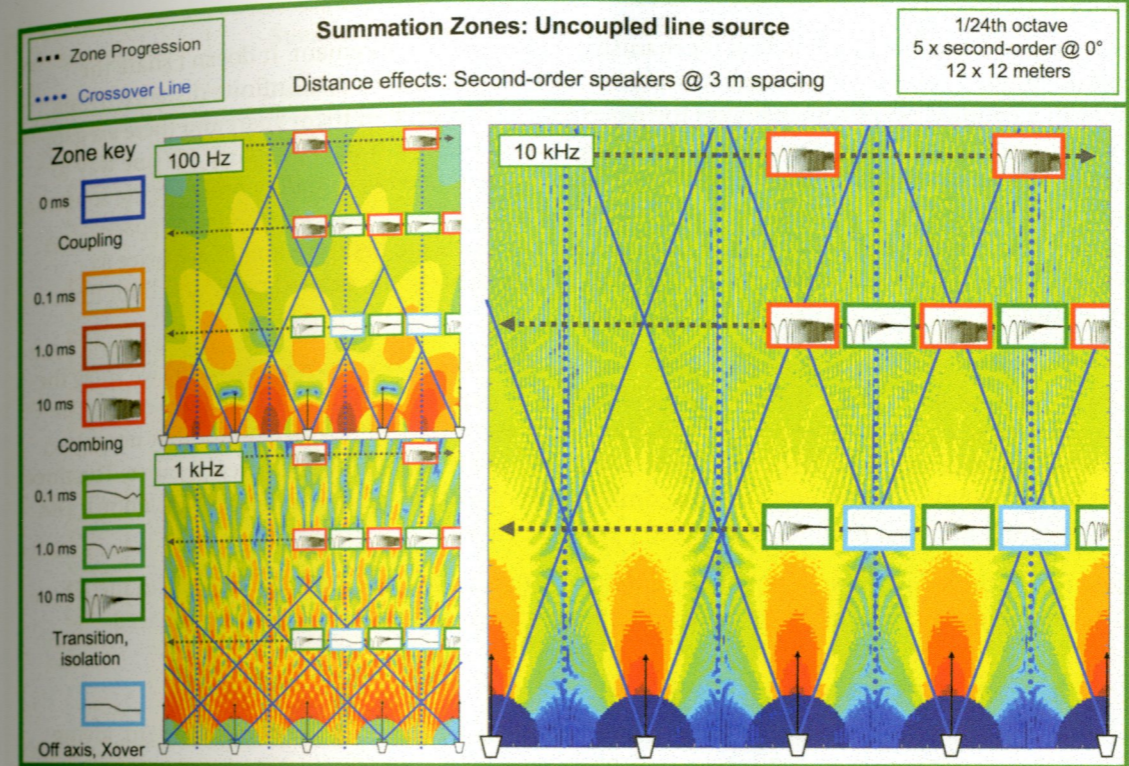 Zone Progression
Crossover Line
Summation Zones: Uncoupled line source
Distance effects: Second-order speakers @ 3 m spacing
1/24th octave
5 x second-order @ 0°
12 x 12 meters
Zone key
0 ms
Coupling
0.1 ms
1.0 ms
10 ms
Combing
0.1 ms
1.0 ms
10 ms
Transition,
isolation
Off axis, Xover
100 Hz
1 kHz
10 kHz